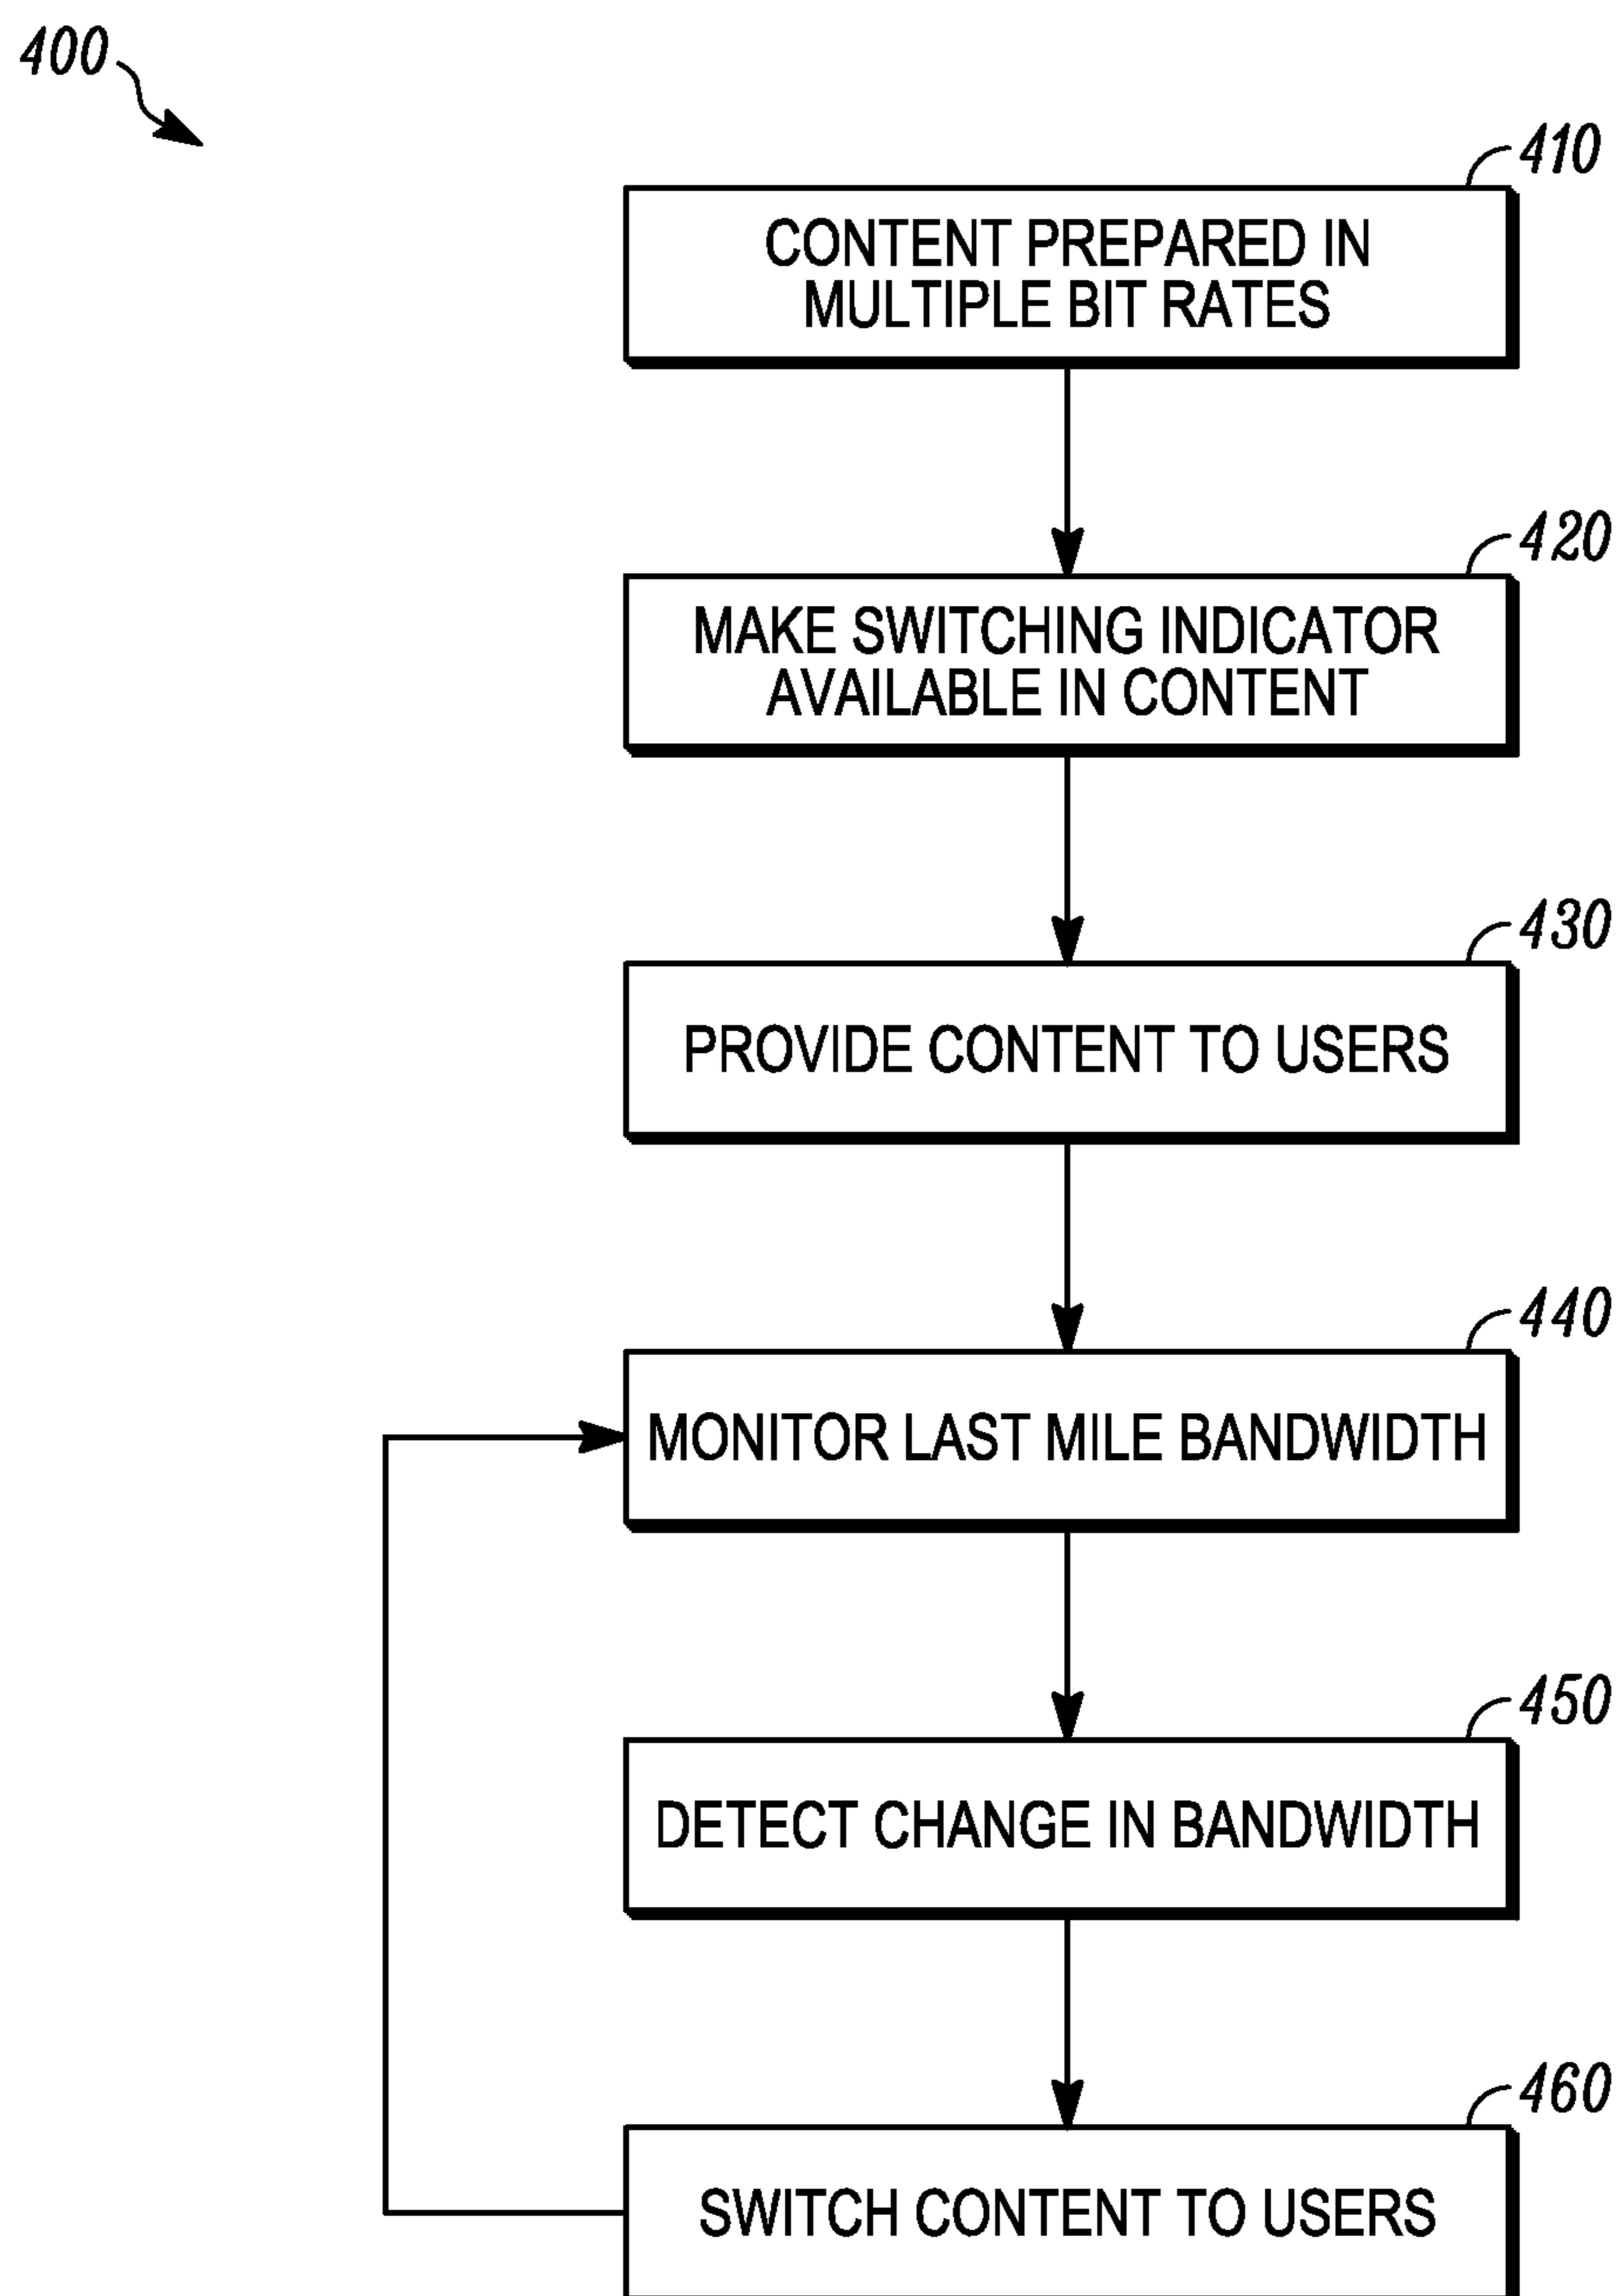 400
410
CONTENT PREPARED IN
MULTIPLE BIT RATES
420
MAKE SWITCHING INDICATOR
AVAILABLE IN CONTENT
430
PROVIDE CONTENT TO USERS
440
MONITOR LAST MILE BANDWIDTH
450
DETECT CHANGE IN BANDWIDTH
460
SWITCH CONTENT TO USERS